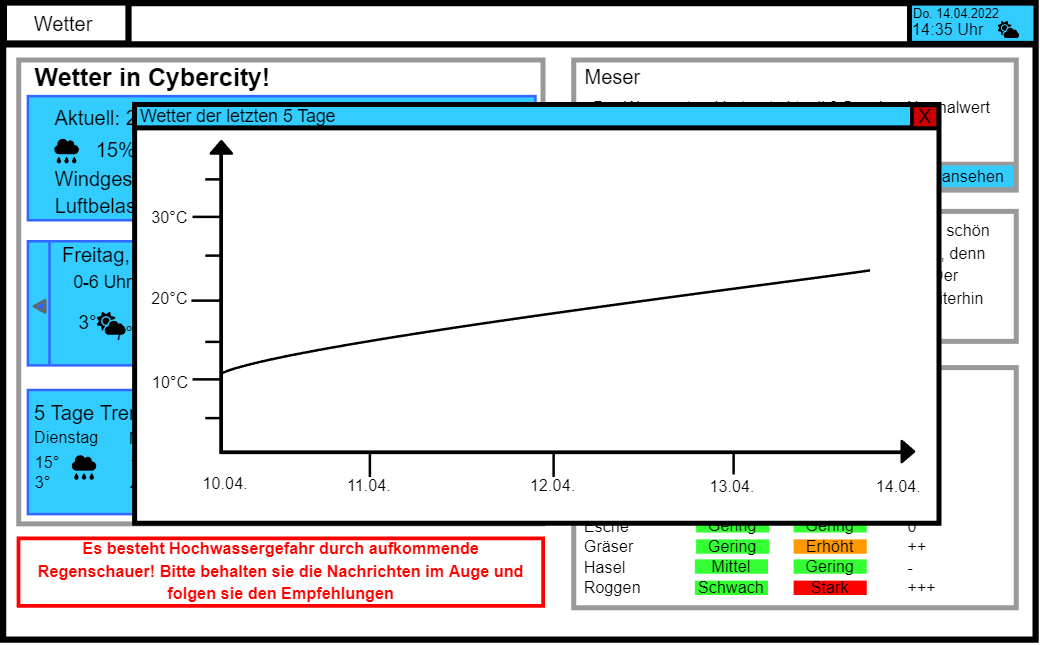 Wetter
Do. 14.04.2022
14:35 Uhr
Wetter in Cybercity!
Aktuell: 2
15%
Windges
Luftbelas
Freitag,
0-6 Uhr
3°
5 Tage Tre
Dienstag
15°
3°
Wetter der letzten 5 Tage
X
30°C
20°C
10°C
10.04.
11.04.
12.04.
13.04.
14.04.
Meser
malwert
ansehen
schön
, denn
er
terhin
Esche Gering Gering 0
Gräser Gering Erhöht ++
Hasel Mittel Gering -
Roggen Schwach Stark +++
Es besteht Hochwassergefahr durch aufkommende
Regenschauer! Bitte behalten sie die Nachrichten im Auge und
folgen sie den Empfehlungen